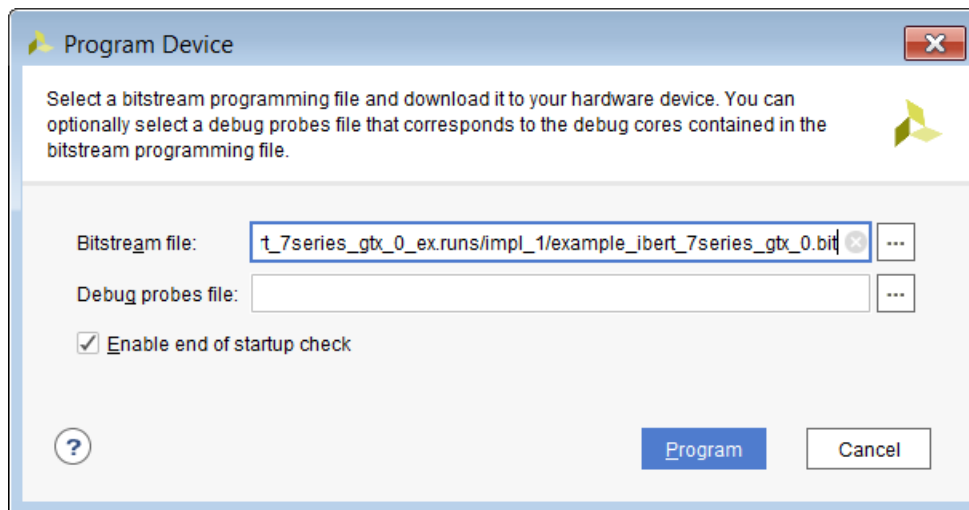 Program Device
Select a bitstream programming file and download it to your hardware device. You can
optionally select a debug probes file that corresponds to the debug cores contained in the
bitstream programming file.
Bitstream file: t_7series_gtx_0_ex.runs/impl_1/example_ibert_7series_gtx_0.bit ...
Debug probes file: ...
Enable end of startup check
? Program Cancel